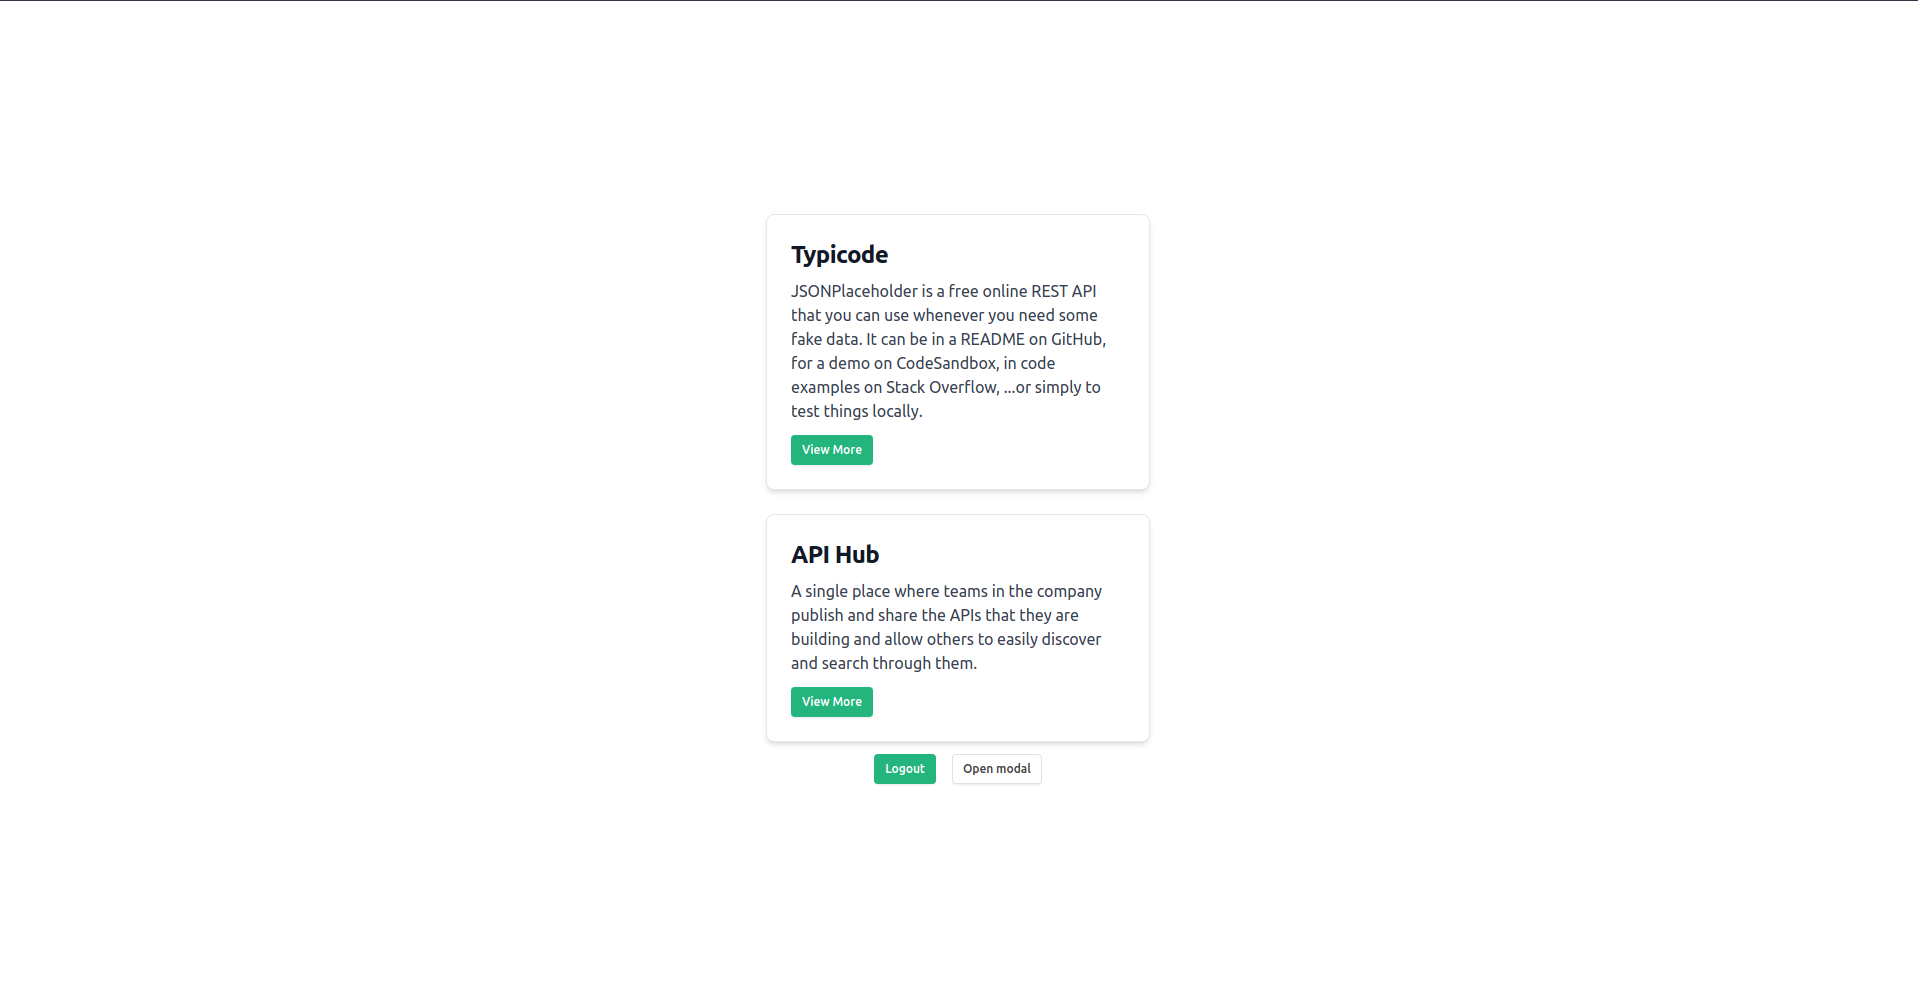 Typicode
JSONPlaceholder is a free online REST API
that you can use whenever you need some
fake data. It can be in a README on GitHub,
for a demo on CodeSandbox, in code
examples on Stack Overflow, ...or simply to
test things locally.
View More
API Hub
A single place where teams in the company
publish and share the APIs that they are
building and allow others to easily discover
and search through them.
View More
Logout Open modal